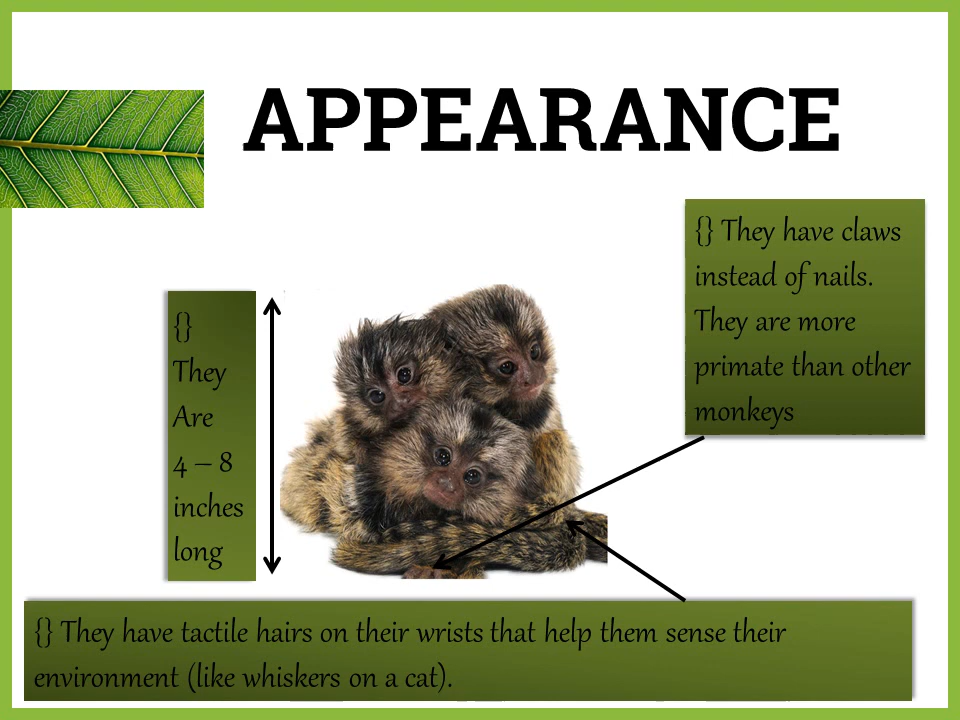 APPEARANCE
{} They have claws
instead of nails.
They are more
primate than other
monkeys
{}
They
Are
4 – 8
inches
long
{} They have tactile hairs on their wrists that help them sense their
environment (like whiskers on a cat).